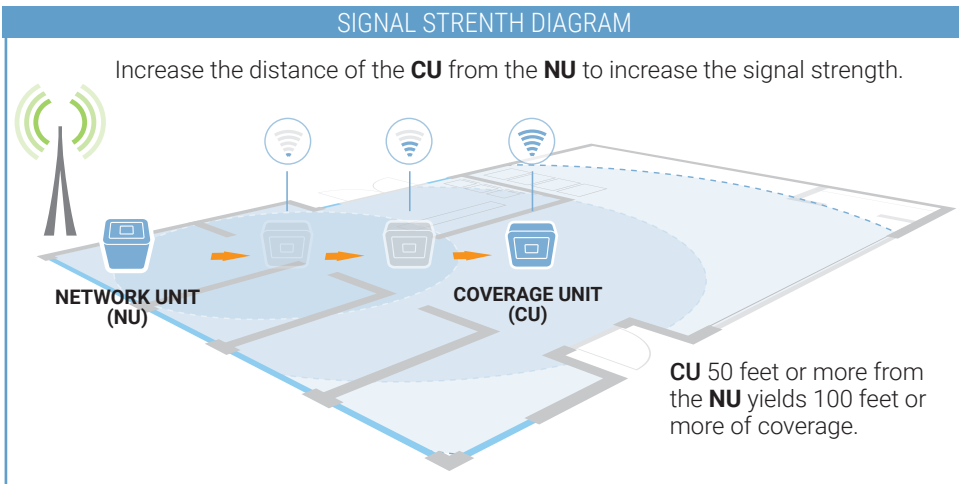 SIGNAL STRENTH DIAGRAM
Increase the distance of the CU from the NU to increase the signal strength.
NETWORK UNIT
(NU)
COVERAGE UNIT
(CU)
CU 50 feet or more from
the NU yields 100 feet or
more of coverage.